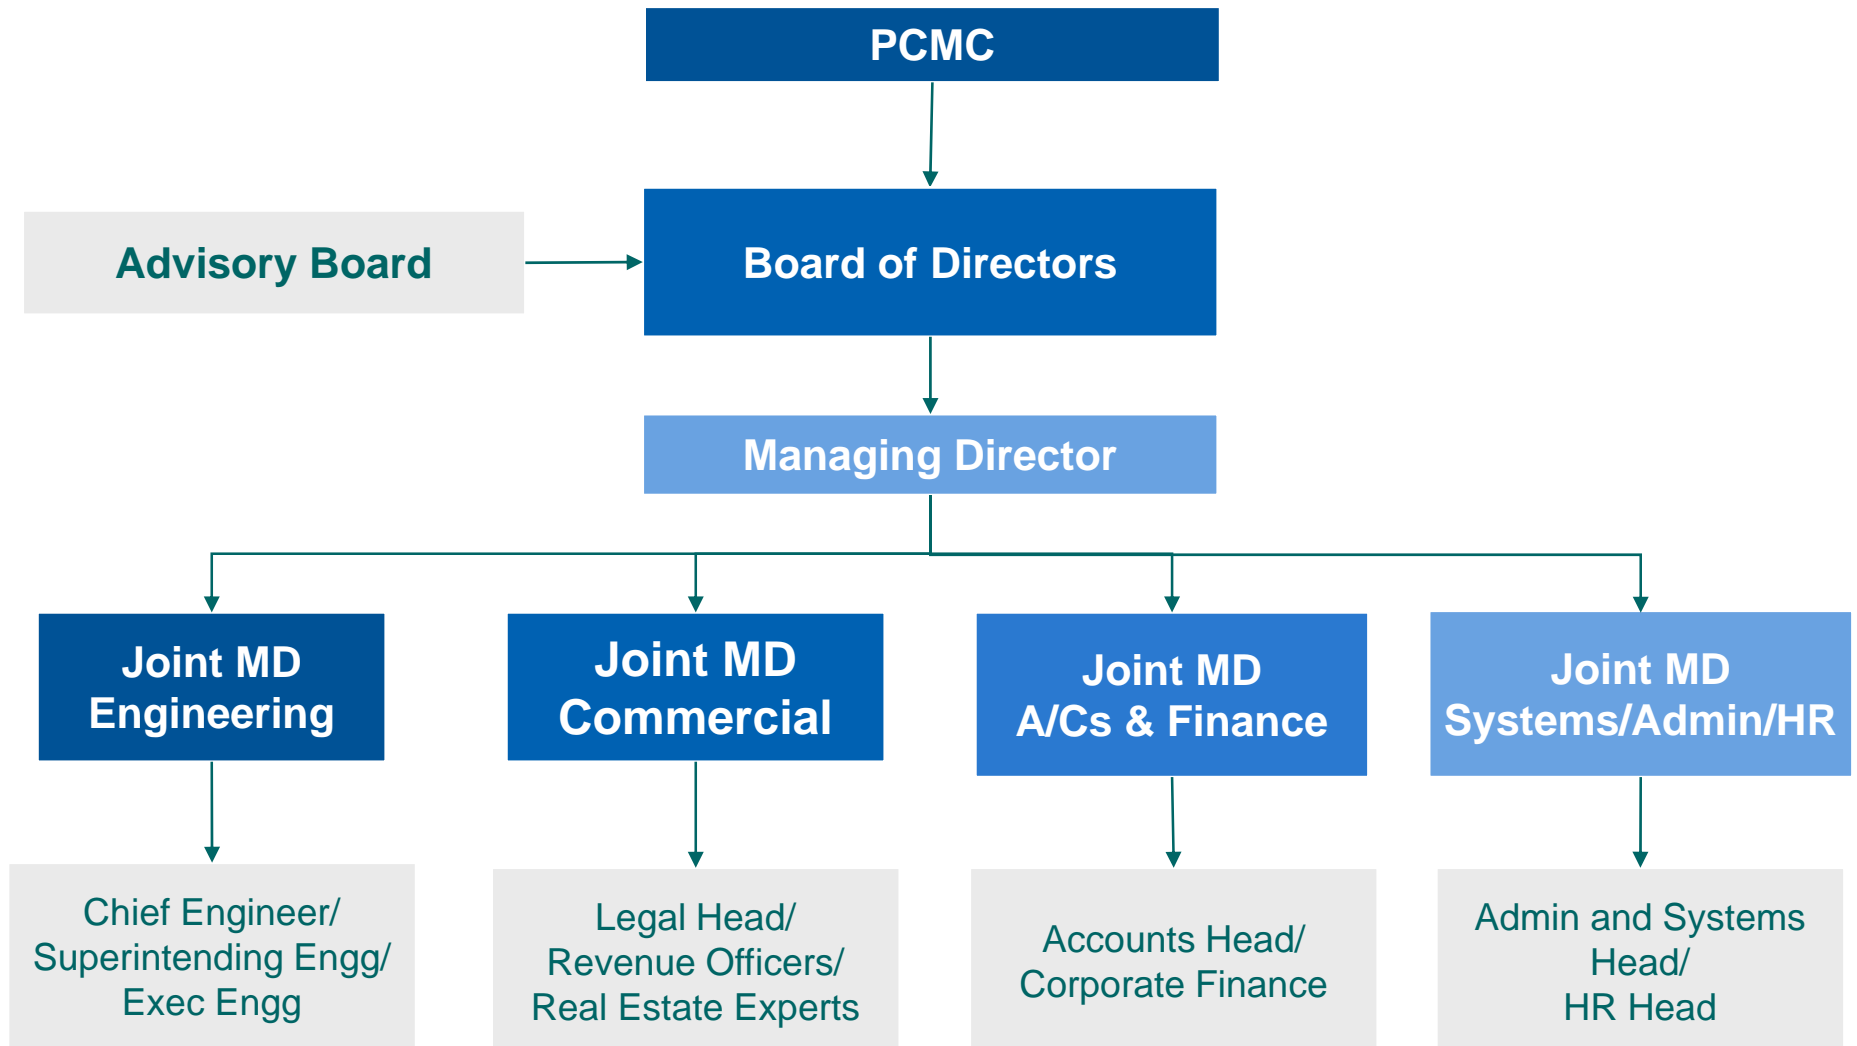 PCMC
Advisory Board
Board of Directors
Managing Director
Joint MD
Engineering
Joint MD
Commercial
Joint MD
A/Cs & Finance
Joint MD
Systems/Admin/HR
Chief Engineer/
Superintending Engg/
Exec Engg
Legal Head/
Revenue Officers/
Real Estate Experts
Accounts Head/
Corporate Finance
Admin and Systems
Head/
HR Head